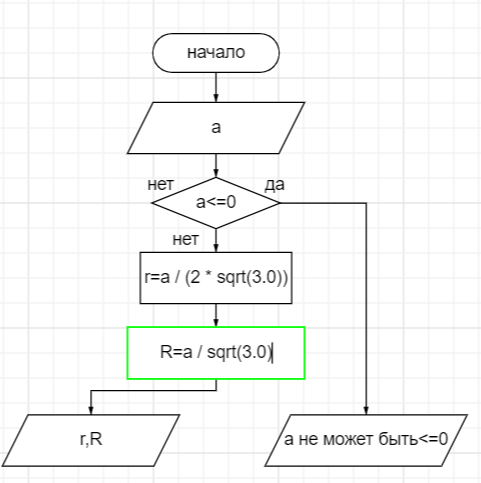 начало
a
нет
да
a<=0
нет
r=a / (2 * sqrt(3.0))
R=a / sqrt(3.0)
r,R
а не может быть<=0